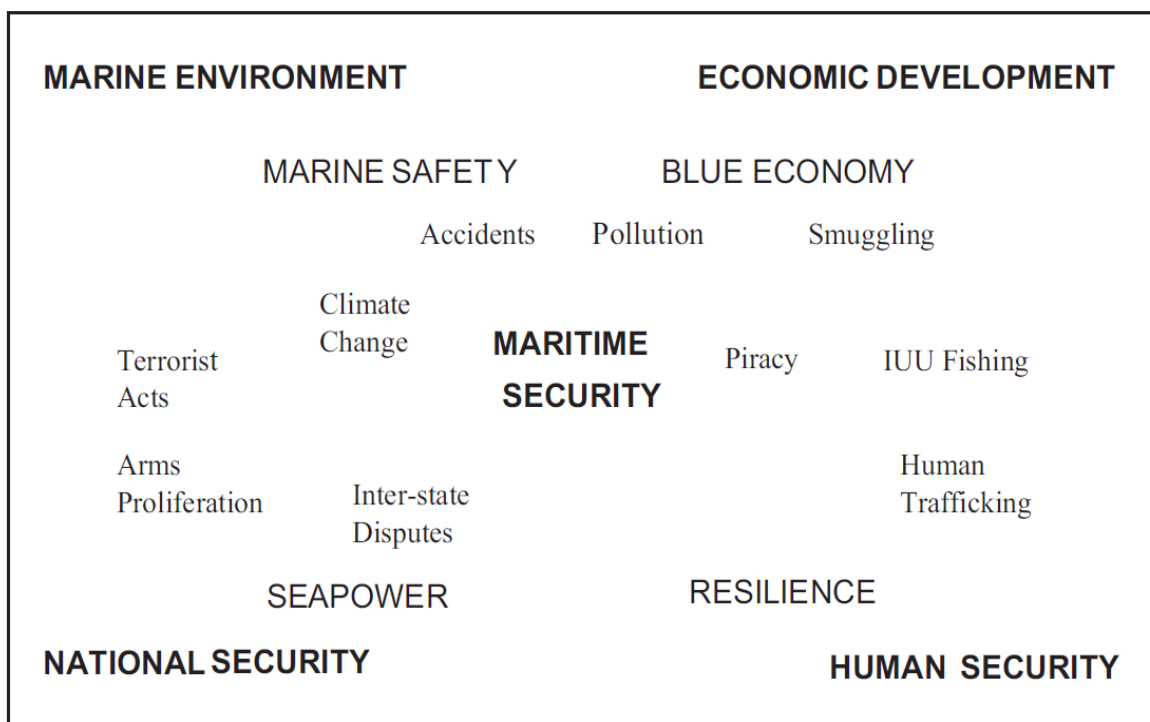 MARINE ENVIRONMENT
ECONOMIC DEVELOPMENT
MARINE SAFETY
BLUE ECONOMY
Accidents
Pollution
Smuggling
Climate
Change
MARITIME
SECURITY
Terrorist
Acts
Piracy
IUU Fishing
Arms
Proliferation
Inter-state
Disputes
Human
Trafficking
SEAPOWER
RESILIENCE
NATIONAL SECURITY
HUMAN SECURITY